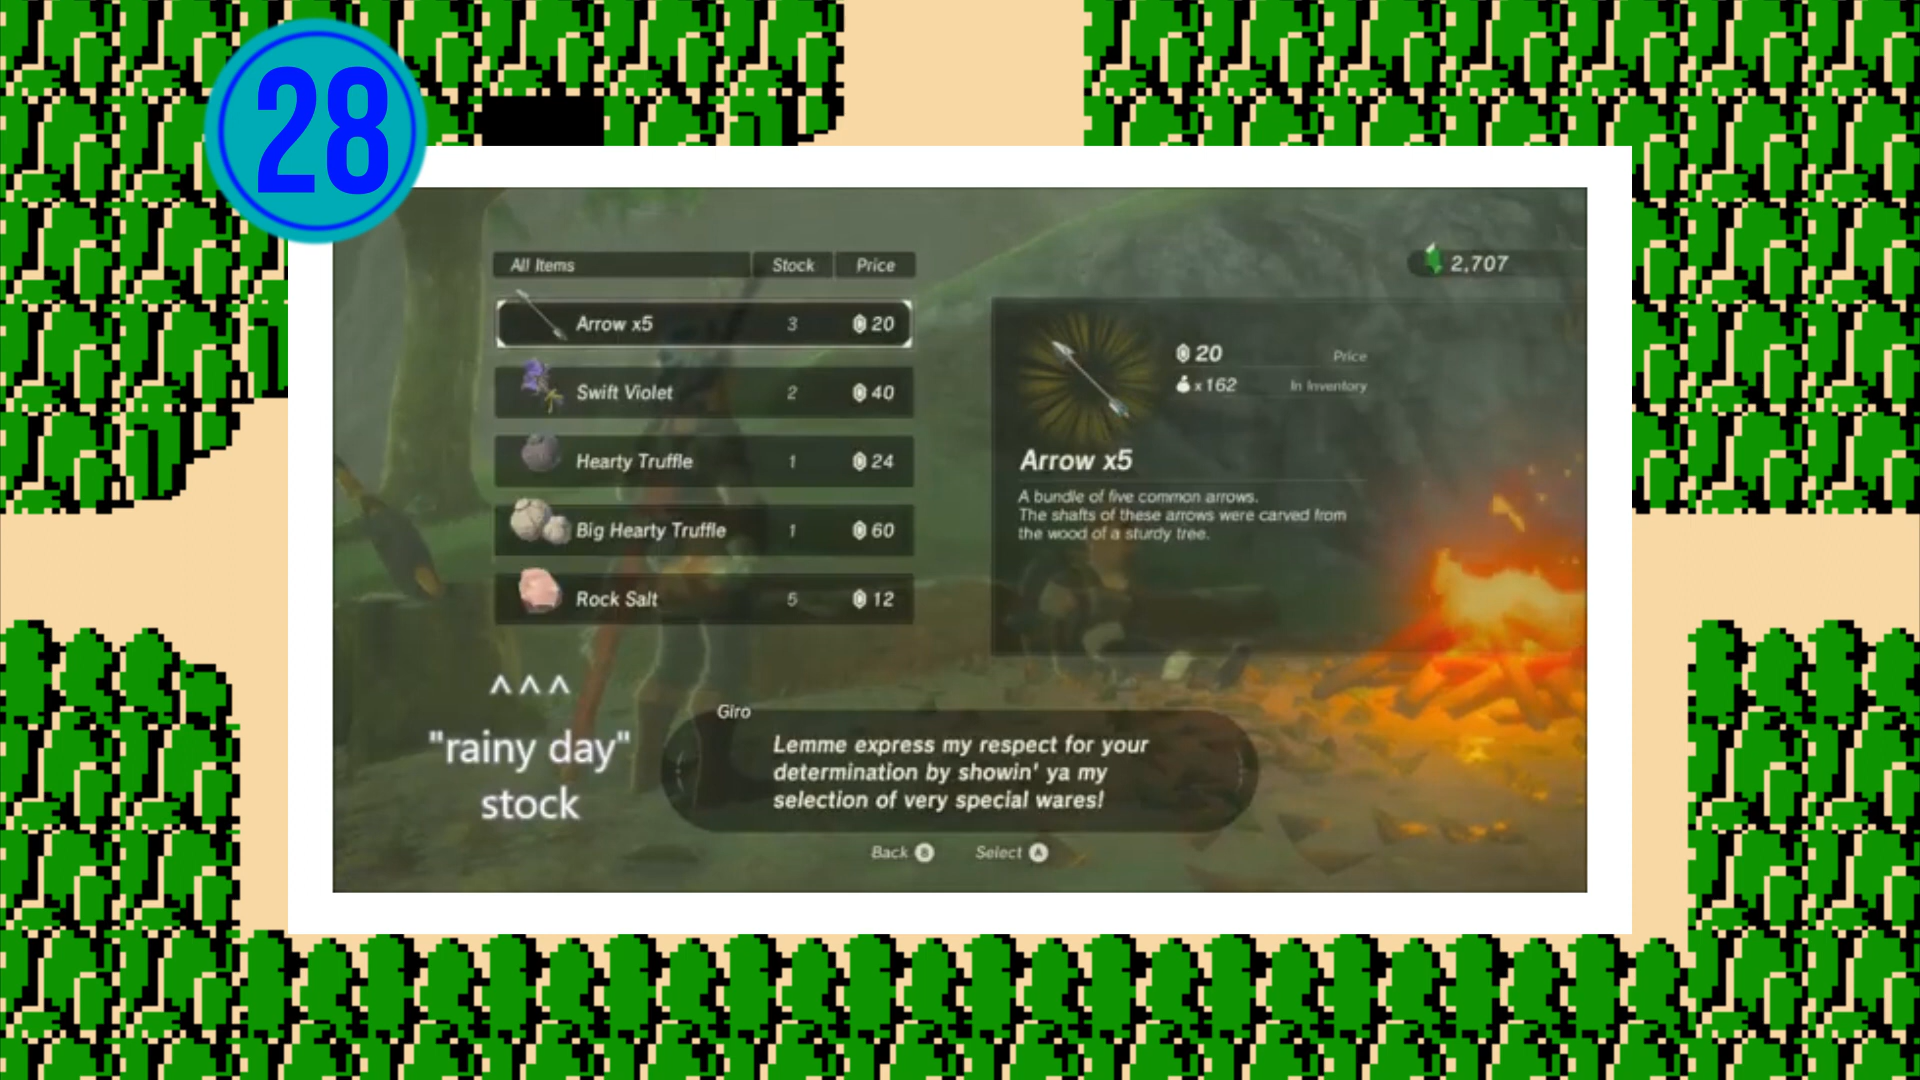 28
All Items Stock Price
2,707
Arrow x5 3 20
Swift Violet 2 40
Hearty Truffle 1 24
Big Hearty Truffle 1 60
Rock Salt 5 12
20 Price
x162 In Inventory
Arrow x5
A bundle of five common arrows.
The shafts of these arrows were carved from
the wood of a sturdy tree.
^^^
"rainy day"
stock
Giro
Lemme express my respect for your
determination by showin' ya my
selection of very special wares!
Back B Select A